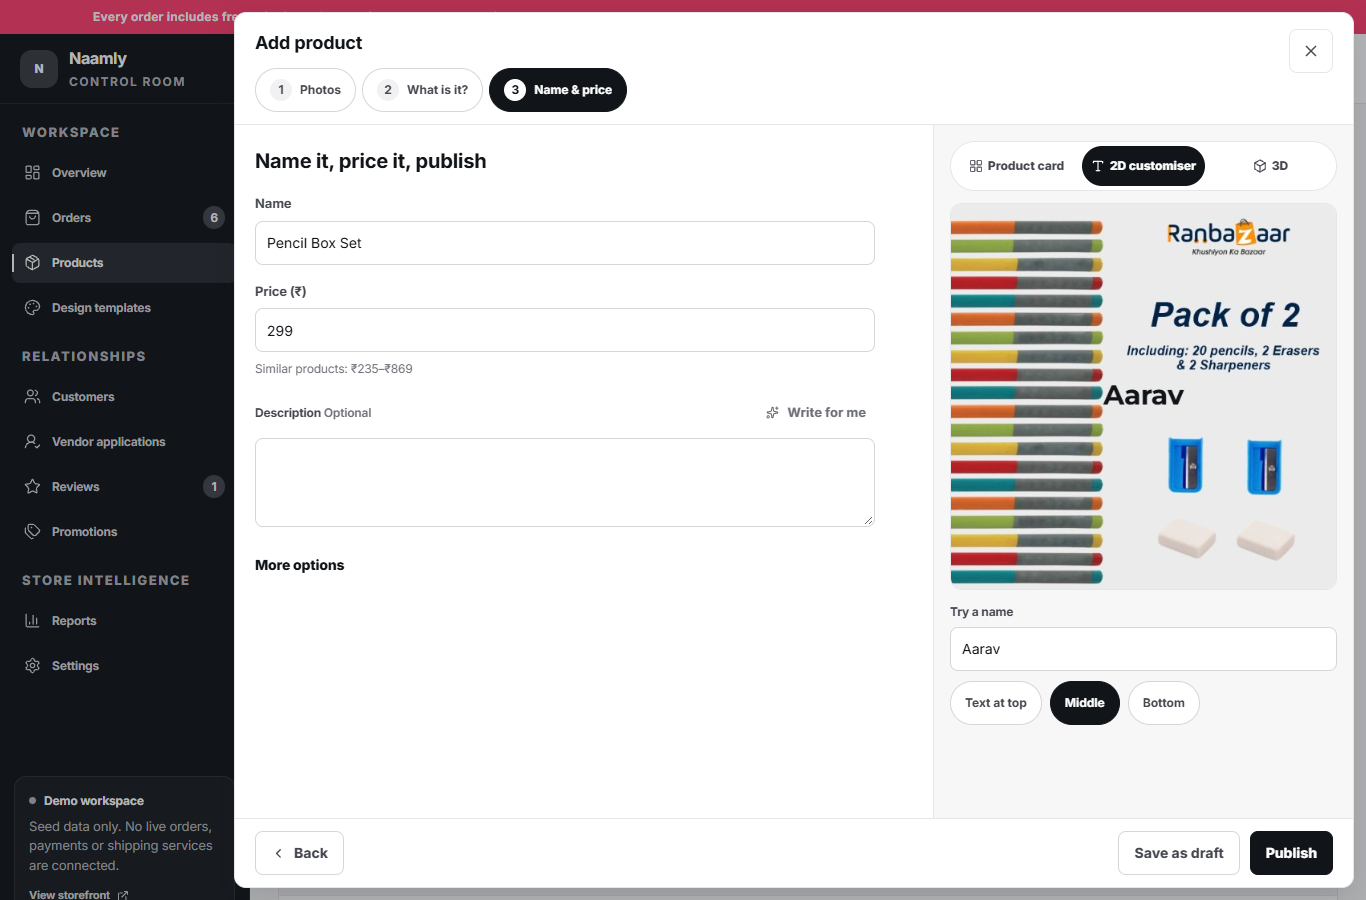 Every order includes fre
N
Naamly
CONTROL ROOM
WORKSPACE
Overview
Orders
6
Products
Design templates
RELATIONSHIPS
Customers
Vendor applications
Reviews
1
Promotions
STORE INTELLIGENCE
Reports
Settings
Demo workspace
Seed data only. No live orders,
payments or shipping services
are connected.
View storefront
Add product
1 Photos
2 What is it?
3 Name & price
Name it, price it, publish
Name
Pencil Box Set
Price (₹)
299
Similar products: ₹235–₹869
Description Optional
Write for me
More options
Back
Save as draft
Publish
Product card
2D customiser
3D
Ranbazaar
Khushiyon Ka Bazaar
Pack of 2
Including: 20 pencils, 2 Erasers
& 2 Sharpeners
Aarav
Try a name
Aarav
Text at top
Middle
Bottom